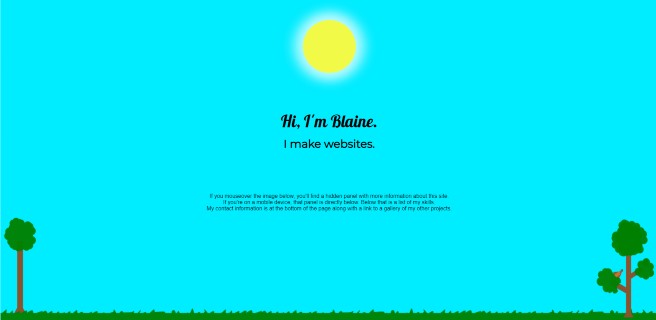 Hi, I'm Blaine.
I make websites.
If you mouseover the image below, you'll find a hidden panel with more information about this site.
If you're on a mobile device, that panel is directly below. Below that is a list of my skills.
My contact information is at the bottom of the page along with a link to a gallery of my other projects.